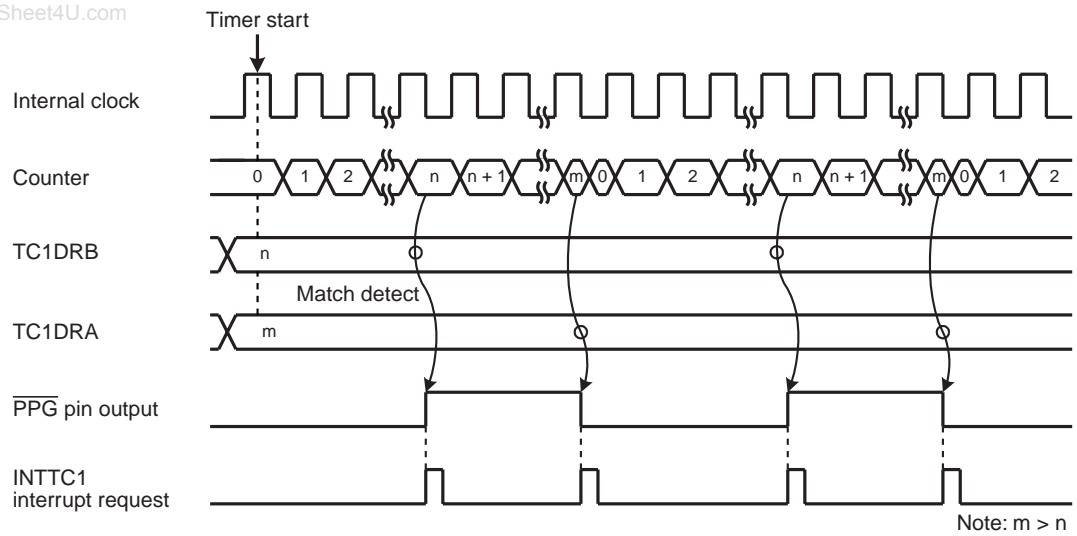 Sheet4U.com
Timer start
Internal clock
Counter 0 1 2 n n + 1 m 0 1 2 n n + 1 m 0 1 2
TC1DRB n
Match detect
TC1DRA m
PPG pin output
INTTC1
interrupt request
Note: m > n